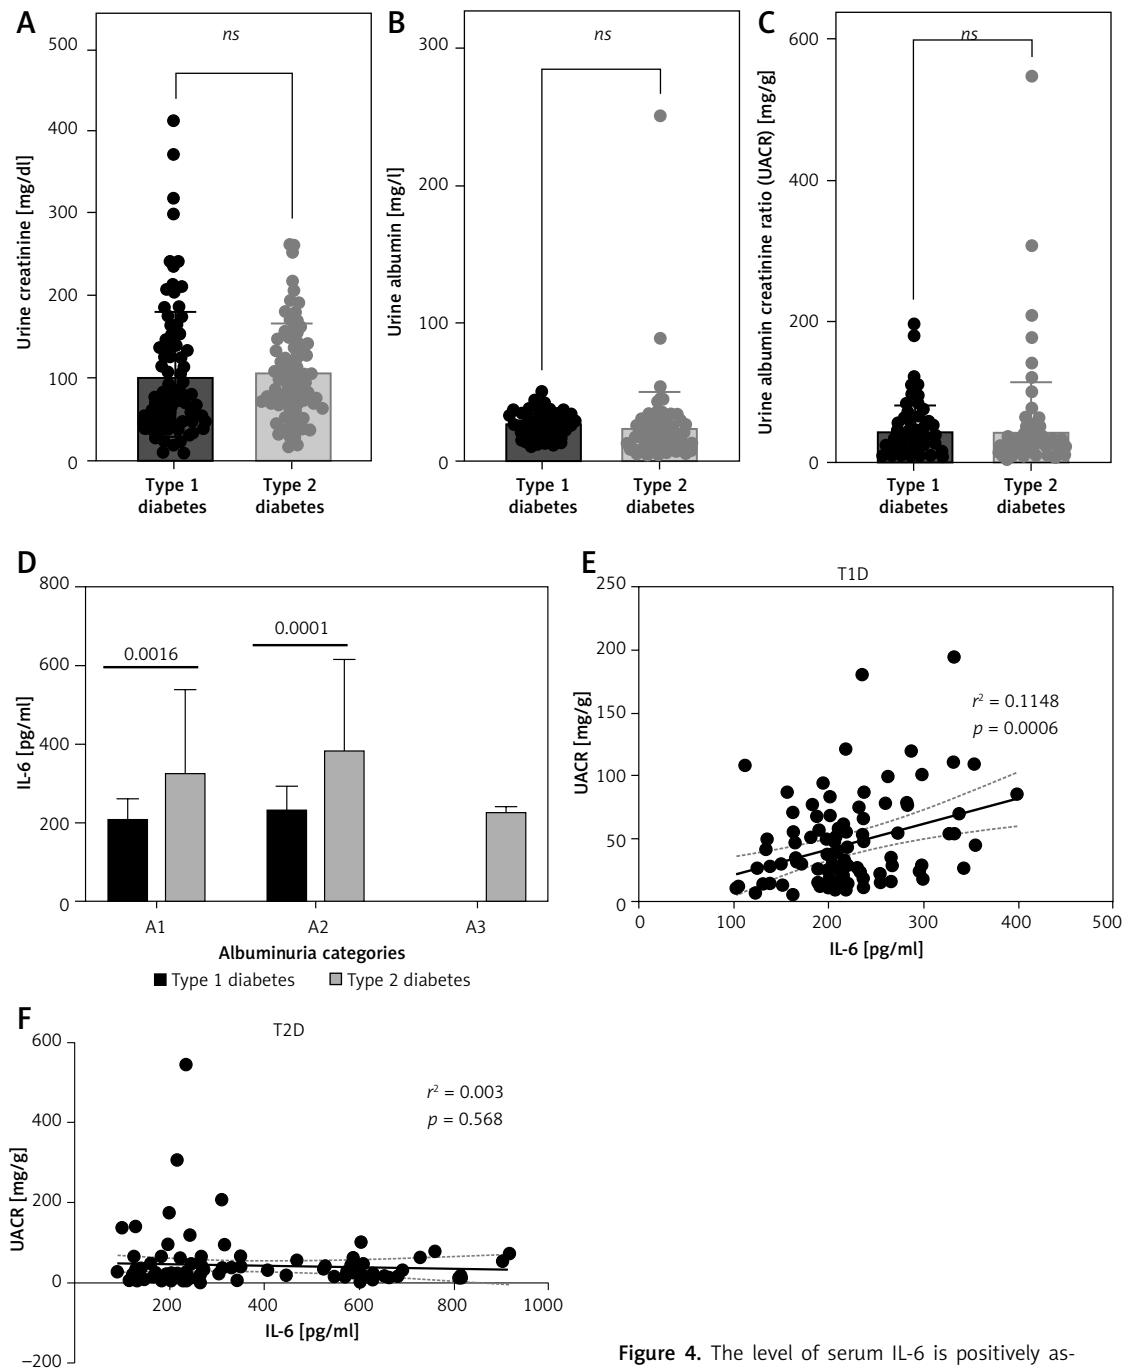 A
B
C
500
400
300
200
100
0
Urine creatinine [mg/dl]
ns
Type 1
diabetes
Type 2
diabetes
300
200
100
0
Urine albumin [mg/l]
ns
Type 1
diabetes
Type 2
diabetes
600
400
200
0
Urine albumin creatinine ratio (UACR) [mg/g]
ns
Type 1
diabetes
Type 2
diabetes
D
800
600
400
200
0
IL-6 [pg/ml]
0.0016
0.0001
A1
A2
A3
Albuminuria categories
Type 1 diabetes
Type 2 diabetes
E
T1D
250
200
150
100
50
0
UACR [mg/g]
r² = 0.1148
p = 0.0006
0
100
200
300
400
500
IL-6 [pg/ml]
F
T2D
600
400
200
0
–200
UACR [mg/g]
r² = 0.003
p = 0.568
200
400
600
800
1000
IL-6 [pg/ml]
Figure 4. The level of serum IL-6 is positively as-